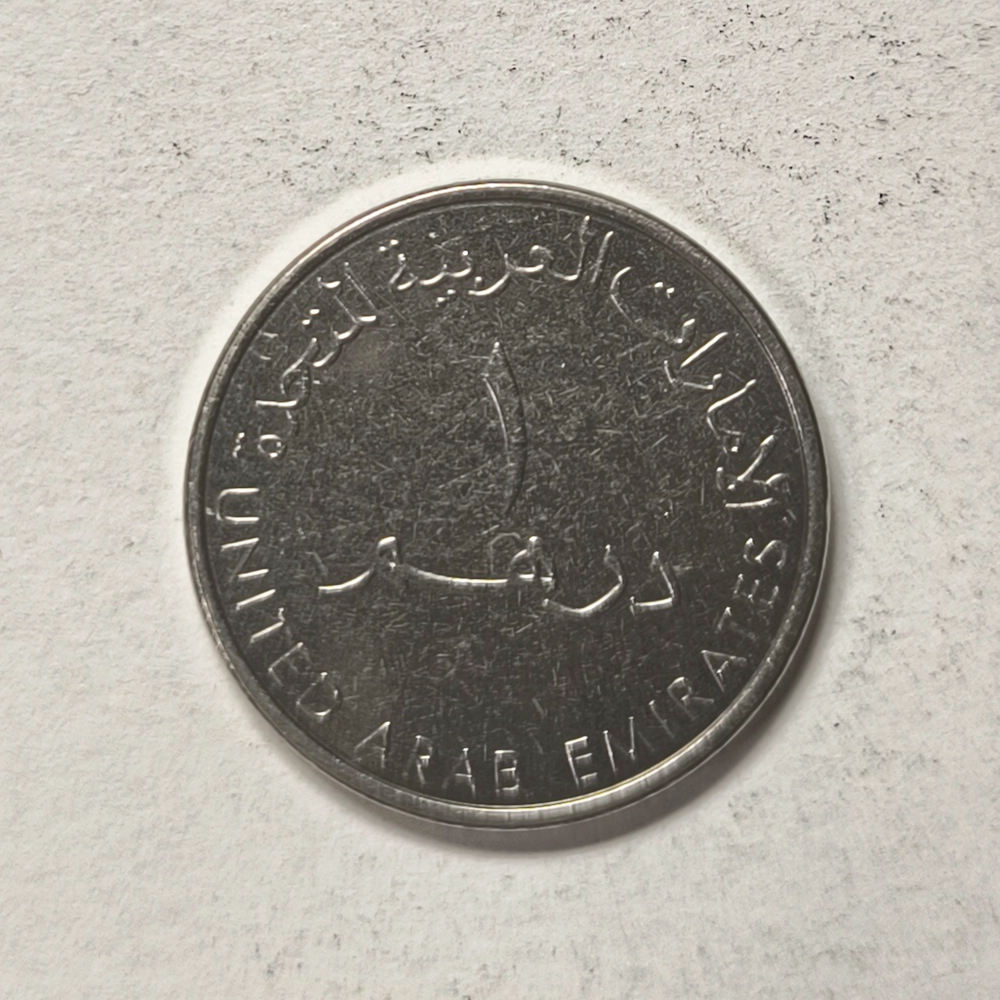 الإمارات العربية المتحدة
١
درهم
UNITED ARAB EMIRATES